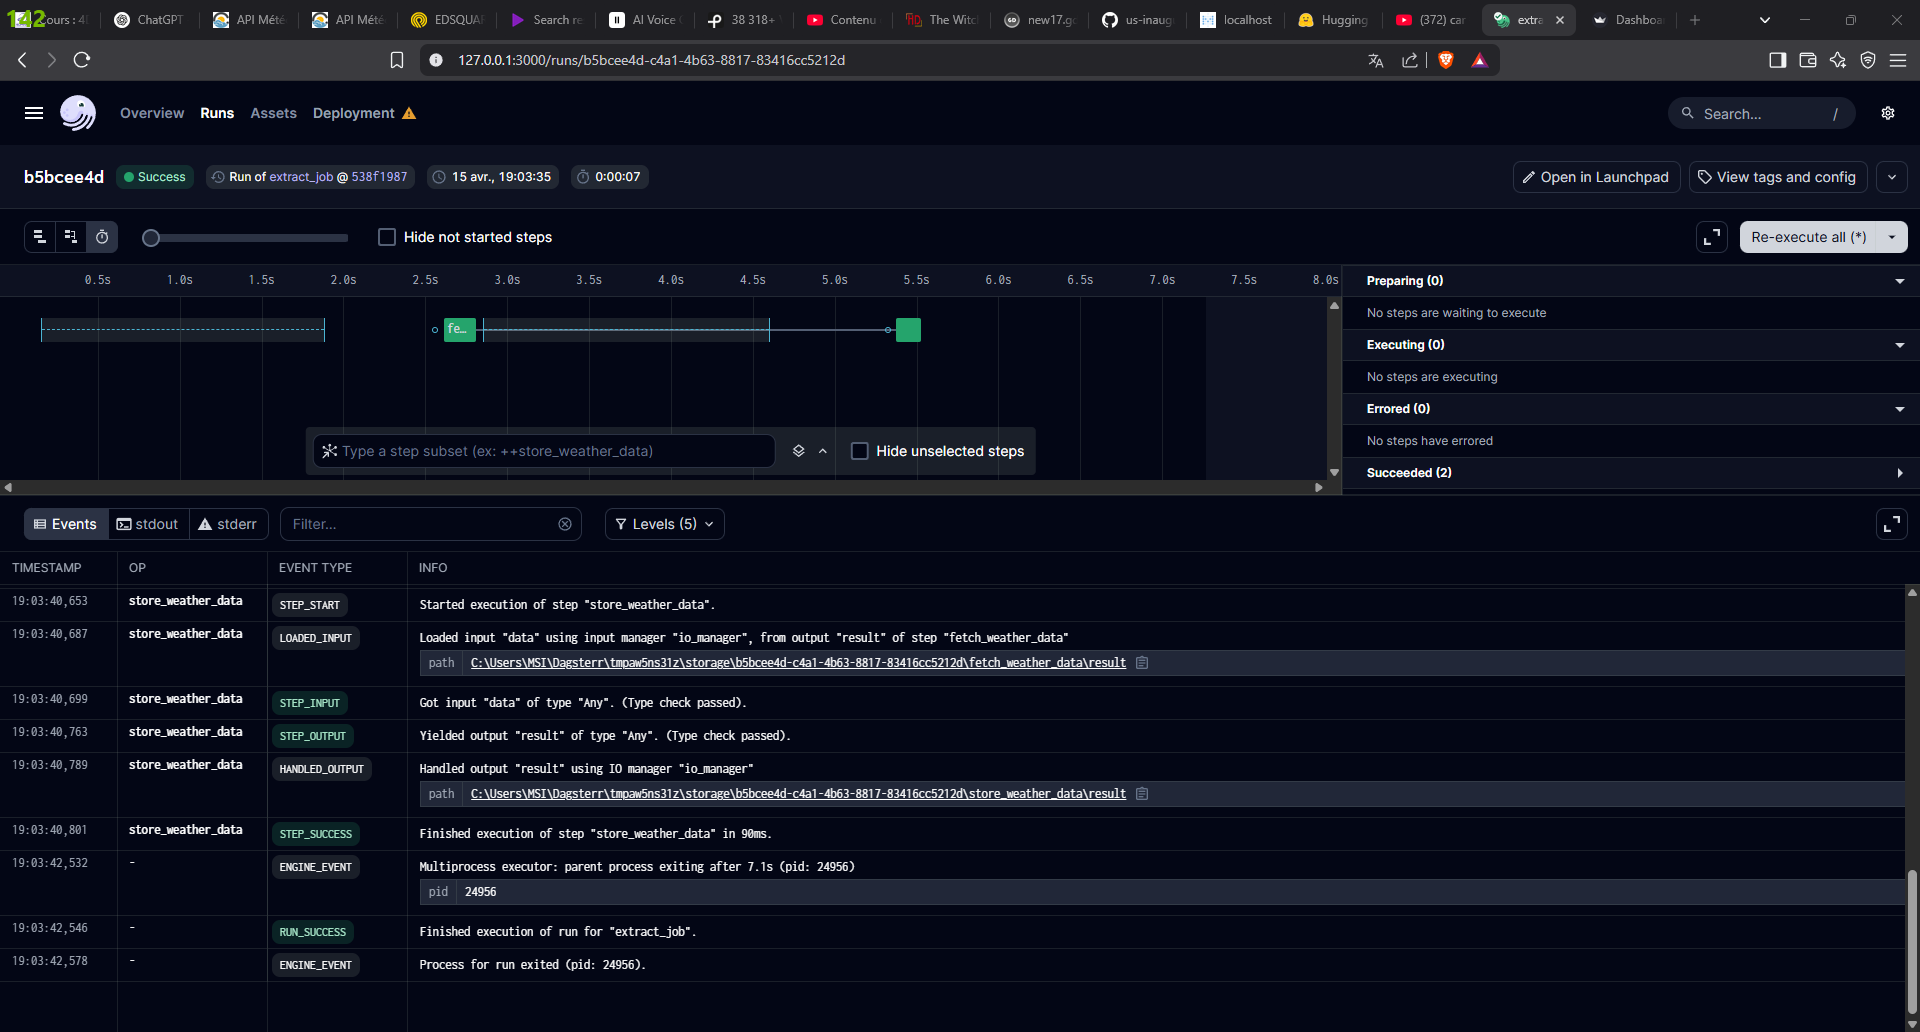 142
ours : 4
ChatGPT
API Mété
API Mété
EDSQUAR
Search re
AI Voice
38 318+
Contenu
The Witch
new17.go
us-inaug
localhost
Hugging
(372) car
extra
Dashboa
127.0.0.1:3000/runs/b5bcee4d-c4a1-4b63-8817-83416cc5212d
Overview
Runs
Assets
Deployment
Search...
/
b5bcee4d
Success
Run of extract_job @ 538f1987
15 avr., 19:03:35
0:00:07
Open in Launchpad
View tags and config
Hide not started steps
Re-execute all (*)
0.5s 1.0s 1.5s 2.0s 2.5s 3.0s 3.5s 4.0s 4.5s 5.0s 5.5s 6.0s 6.5s 7.0s 7.5s 8.0s
fe…
Type a step subset (ex: ++store_weather_data)
Hide unselected steps
Preparing (0)
No steps are waiting to execute
Executing (0)
No steps are executing
Errored (0)
No steps have errored
Succeeded (2)
Events
stdout
stderr
Filter...
Levels (5)
TIMESTAMP OP EVENT TYPE INFO
19:03:40,653 store_weather_data STEP_START Started execution of step "store_weather_data".
19:03:40,687 store_weather_data LOADED_INPUT Loaded input "data" using input manager "io_manager", from output "result" of step "fetch_weather_data"
path C:\Users\MSI\Dagsterr\tmpaw5ns31z\storage\b5bcee4d-c4a1-4b63-8817-83416cc5212d\fetch_weather_data\result
19:03:40,699 store_weather_data STEP_INPUT Got input "data" of type "Any". (Type check passed).
19:03:40,763 store_weather_data STEP_OUTPUT Yielded output "result" of type "Any". (Type check passed).
19:03:40,789 store_weather_data HANDLED_OUTPUT Handled output "result" using IO manager "io_manager"
path C:\Users\MSI\Dagsterr\tmpaw5ns31z\storage\b5bcee4d-c4a1-4b63-8817-83416cc5212d\store_weather_data\result
19:03:40,801 store_weather_data STEP_SUCCESS Finished execution of step "store_weather_data" in 90ms.
19:03:42,532 - ENGINE_EVENT Multiprocess executor: parent process exiting after 7.1s (pid: 24956)
pid 24956
19:03:42,546 - RUN_SUCCESS Finished execution of run for "extract_job".
19:03:42,578 - ENGINE_EVENT Process for run exited (pid: 24956).